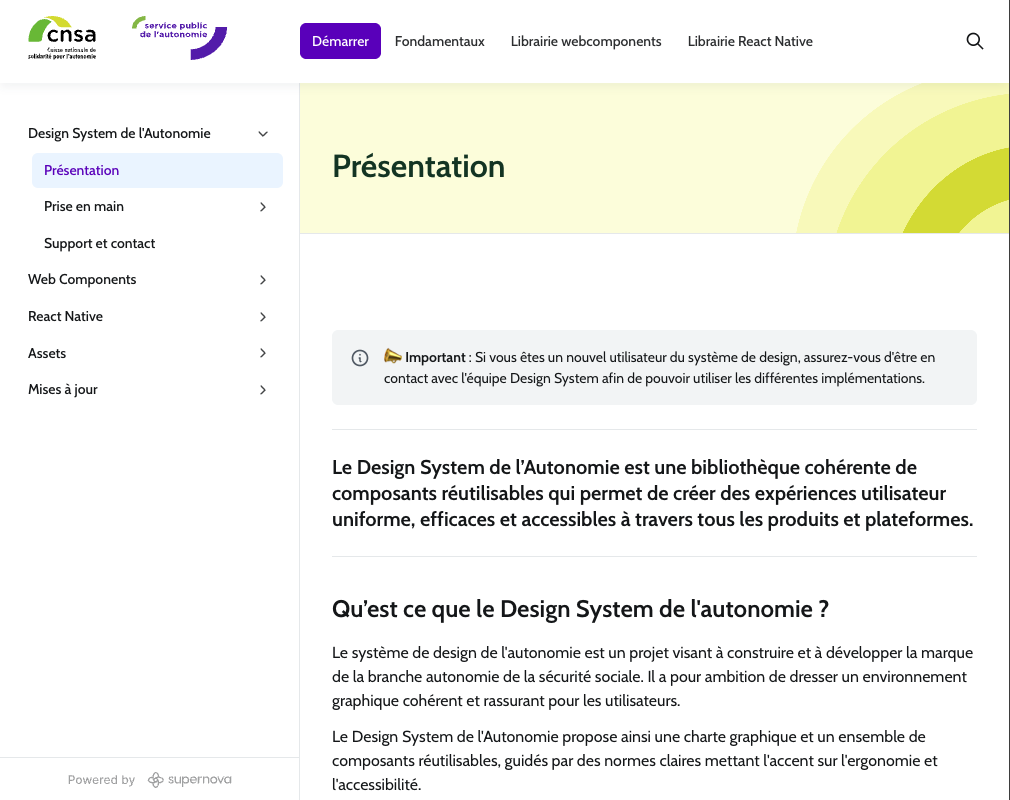 cnsa
Caisse nationale de
solidarité pour l'autonomie
service public
de l'autonomie
Démarrer
Fondamentaux
Librairie webcomponents
Librairie React Native
Design System de l'Autonomie
Présentation
Prise en main
Support et contact
Web Components
React Native
Assets
Mises à jour
Powered by
supernova
Présentation
Important : Si vous êtes un nouvel utilisateur du système de design, assurez-vous d'être en
contact avec l'équipe Design System afin de pouvoir utiliser les différentes implémentations.
Le Design System de l’Autonomie est une bibliothèque cohérente de
composants réutilisables qui permet de créer des expériences utilisateur
uniforme, efficaces et accessibles à travers tous les produits et plateformes.
Qu’est ce que le Design System de l'autonomie ?
Le système de design de l'autonomie est un projet visant à construire et à développer la marque
de la branche autonomie de la sécurité sociale. Il a pour ambition de dresser un environnement
graphique cohérent et rassurant pour les utilisateurs.
Le Design System de l'Autonomie propose ainsi une charte graphique et un ensemble de
composants réutilisables, guidés par des normes claires mettant l'accent sur l'ergonomie et
l'accessibilité.